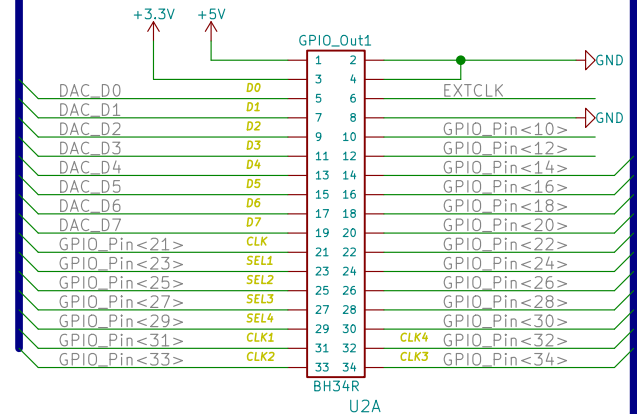 +3.3V +5V
GPIO_Out1
1 2 GND
3 4
DAC_D0 D0 5 6 EXTCLK
DAC_D1 D1 7 8 GND
DAC_D2 D2 9 10 GPIO_Pin<10>
DAC_D3 D3 11 12 GPIO_Pin<12>
DAC_D4 D4 13 14 GPIO_Pin<14>
DAC_D5 D5 15 16 GPIO_Pin<16>
DAC_D6 D6 17 18 GPIO_Pin<18>
DAC_D7 D7 19 20 GPIO_Pin<20>
GPIO_Pin<21> CLK 21 22 GPIO_Pin<22>
GPIO_Pin<23> SEL1 23 24 GPIO_Pin<24>
GPIO_Pin<25> SEL2 25 26 GPIO_Pin<26>
GPIO_Pin<27> SEL3 27 28 GPIO_Pin<28>
GPIO_Pin<29> SEL4 29 30 GPIO_Pin<30>
GPIO_Pin<31> CLK1 31 32 CLK4 GPIO_Pin<32>
GPIO_Pin<33> CLK2 33 34 CLK3 GPIO_Pin<34>
BH34R
U2A